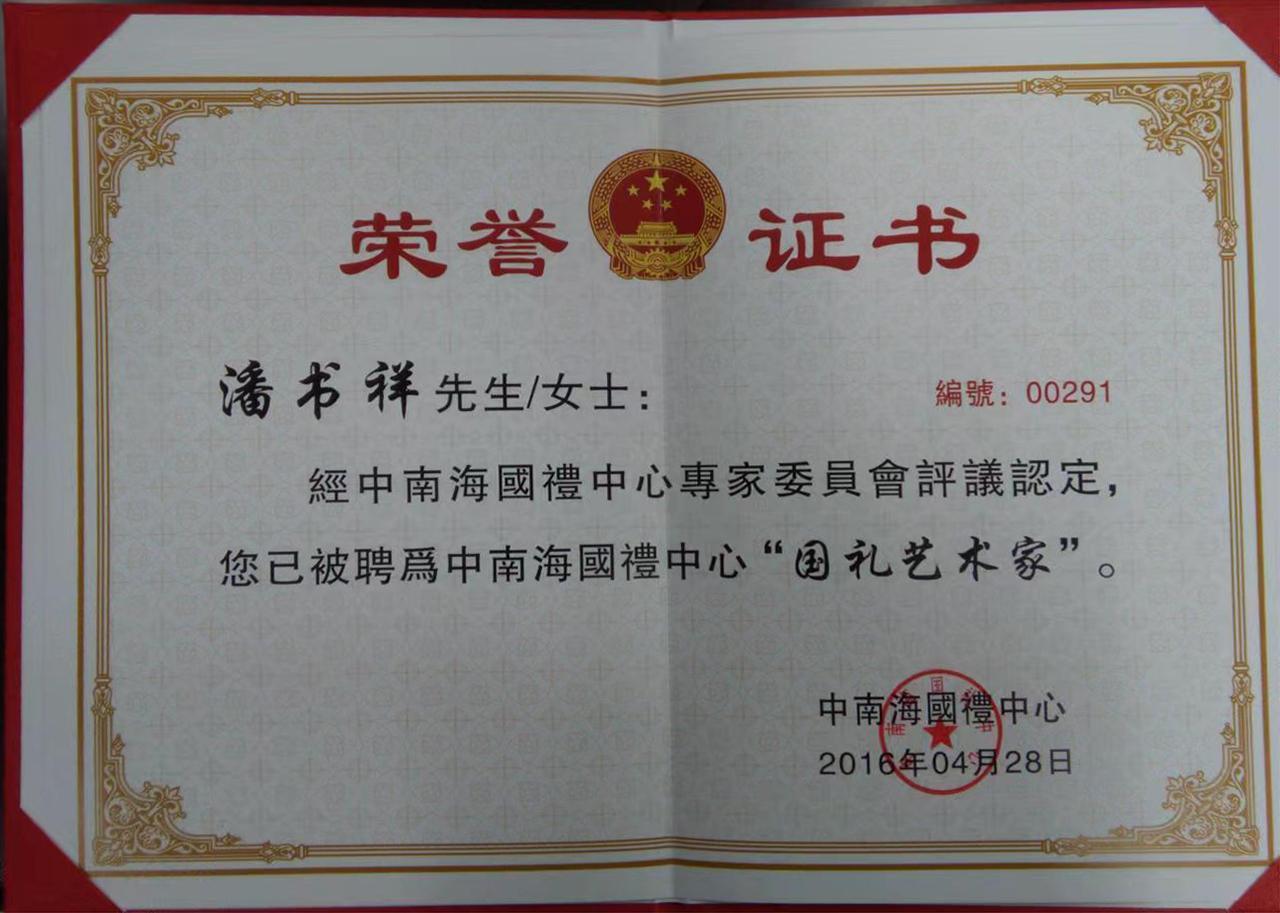 荣誉证书
潘书祥先生/女士：
編號：00291
經中南海國禮中心專家委員會評議認定，
您已被聘爲中南海國禮中心“国礼艺术家”。
中南海國禮中心
2016年04月28日